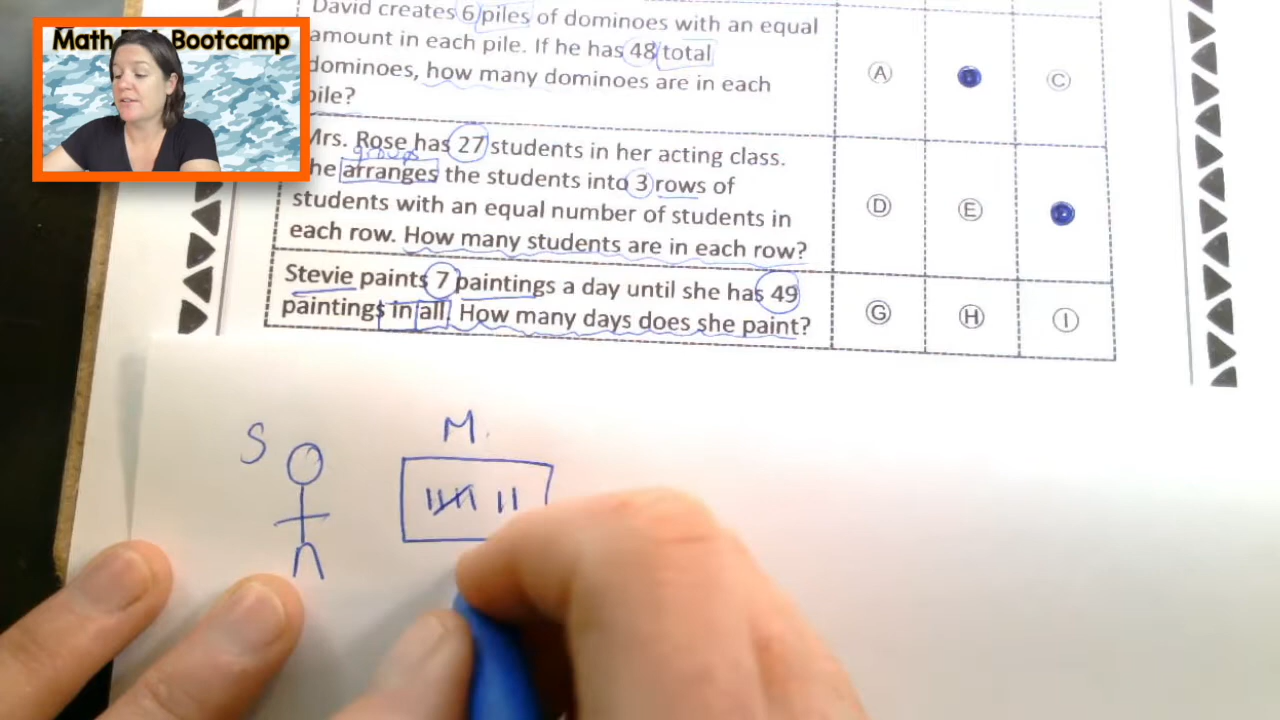 Math Bootcamp
David creates 6 piles of dominoes with an equal
amount in each pile. If he has 48 total
dominoes, how many dominoes are in each
pile?
A C
Mrs. Rose has 27 students in her acting class.
groups
he arranges the students into 3 rows of
students with an equal number of students in
each row. How many students are in each row?
D E
Stevie paints 7 paintings a day until she has 49
paintings in all. How many days does she paint?
G H I
S M.